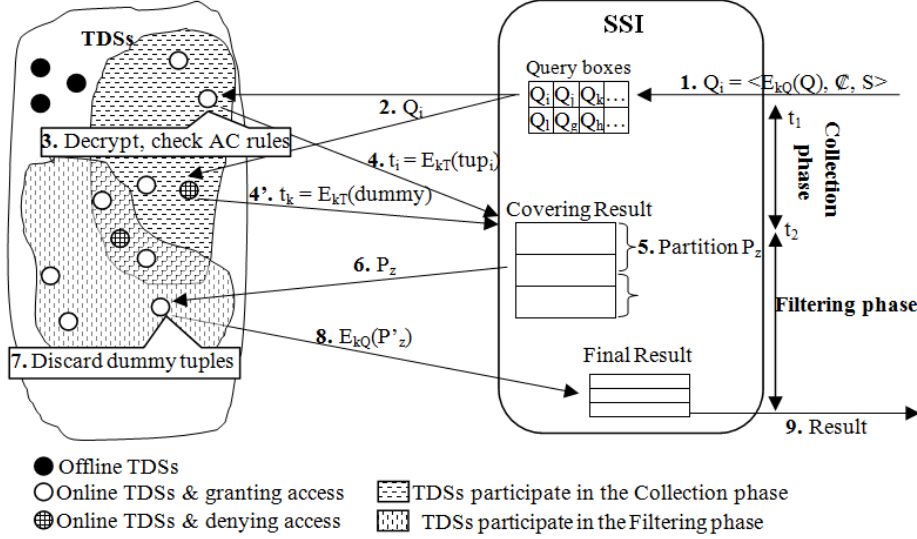 TDSs
SSI
Query boxes
1. Qi = <EkQ(Q), ₵, S>
Qi Qj Qk...
Ql Qg Qh...
2. Qi
t1
Collection phase
3. Decrypt, check AC rules
4. ti = EkT(tupi)
4'. tk = EkT(dummy)
Covering Result
t2
5. Partition Pz
6. Pz
Filtering phase
8. EkQ(P'z)
7. Discard dummy tuples
Final Result
9. Result
Offline TDSs
Online TDSs & granting access
TDSs participate in the Collection phase
Online TDSs & denying access
TDSs participate in the Filtering phase